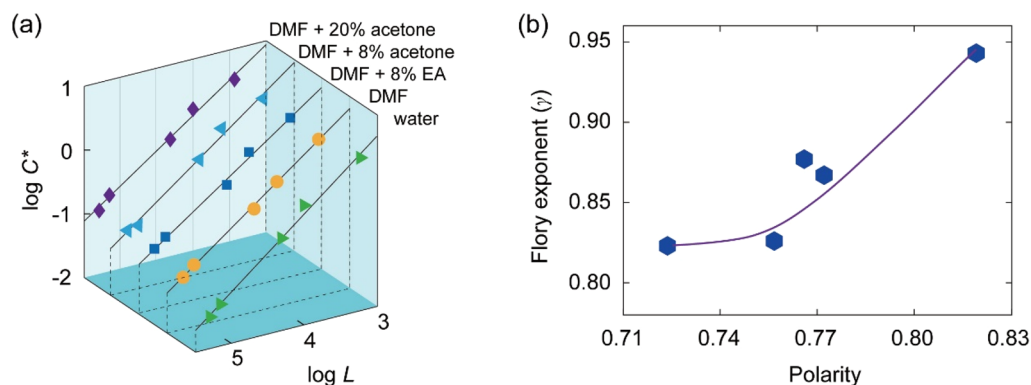 (a)
DMF + 20% acetone
DMF + 8% acetone
DMF + 8% EA
DMF
water
1
0
-1
-2
log C*
5
4
3
log L
(b)
0.95
0.90
0.85
0.80
Flory exponent (γ)
0.71
0.74
0.77
0.80
0.83
Polarity